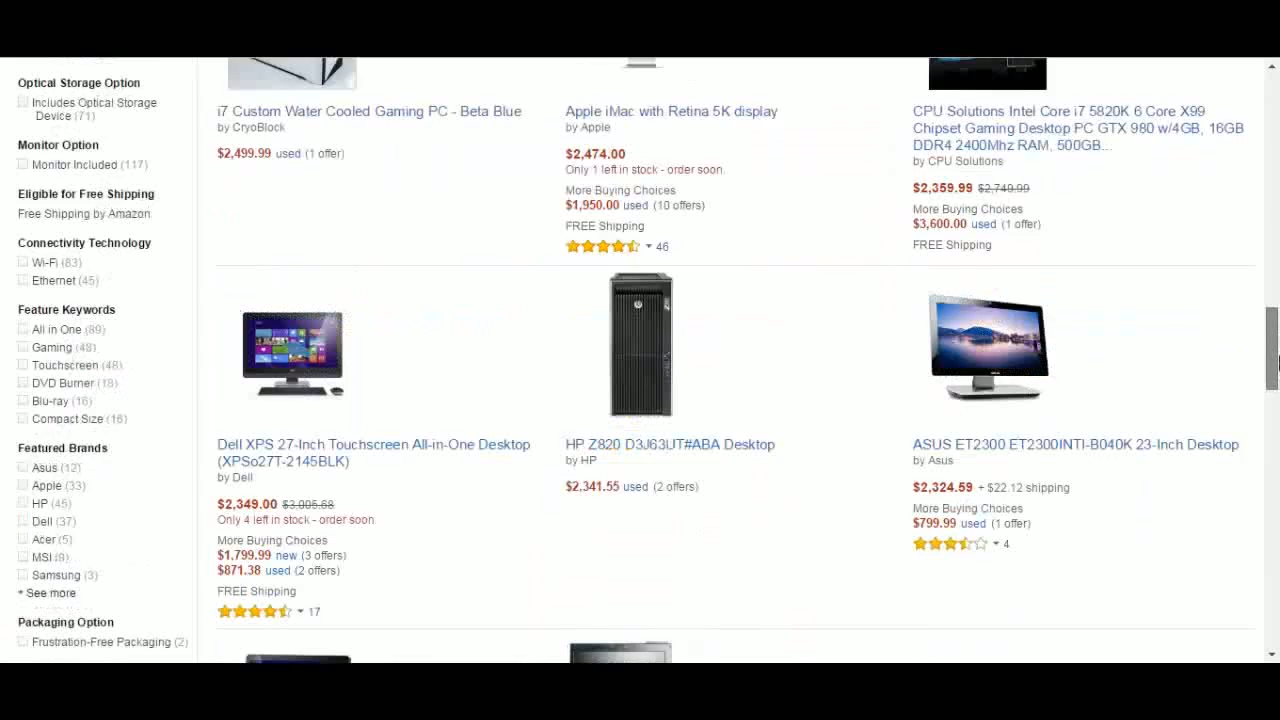 Optical Storage Option
Includes Optical Storage
Device (71)
Monitor Option
Monitor Included (117)
Eligible for Free Shipping
Free Shipping by Amazon
Connectivity Technology
Wi-Fi (83)
Ethernet (45)
Feature Keywords
All in One (89)
Gaming (48)
Touchscreen (48)
DVD Burner (18)
Blu-ray (16)
Compact Size (16)
Featured Brands
Asus (12)
Apple (33)
HP (45)
Dell (37)
Acer (5)
MSI (9)
Samsung (3)
See more
Packaging Option
Frustration-Free Packaging (2)
i7 Custom Water Cooled Gaming PC - Beta Blue
by CryoBlock
$2,499.99 used (1 offer)
Apple iMac with Retina 5K display
by Apple
$2,474.00
Only 1 left in stock - order soon.
More Buying Choices
$1,950.00 used (10 offers)
FREE Shipping
46
CPU Solutions Intel Core i7 5820K 6 Core X99
Chipset Gaming Desktop PC GTX 980 w/4GB, 16GB
DDR4 2400Mhz RAM, 500GB...
by CPU Solutions
$2,359.99 $2,749.99
More Buying Choices
$3,600.00 used (1 offer)
FREE Shipping
Dell XPS 27-Inch Touchscreen All-in-One Desktop
(XPSo27T-2145BLK)
by Dell
$2,349.00 $3,005.68
Only 4 left in stock - order soon.
More Buying Choices
$1,799.99 new (3 offers)
$871.38 used (2 offers)
FREE Shipping
17
HP Z820 D3J63UT#ABA Desktop
by HP
$2,341.55 used (2 offers)
ASUS ET2300 ET2300INTI-B040K 23-Inch Desktop
by Asus
$2,324.59 + $22.12 shipping
More Buying Choices
$799.99 used (1 offer)
4